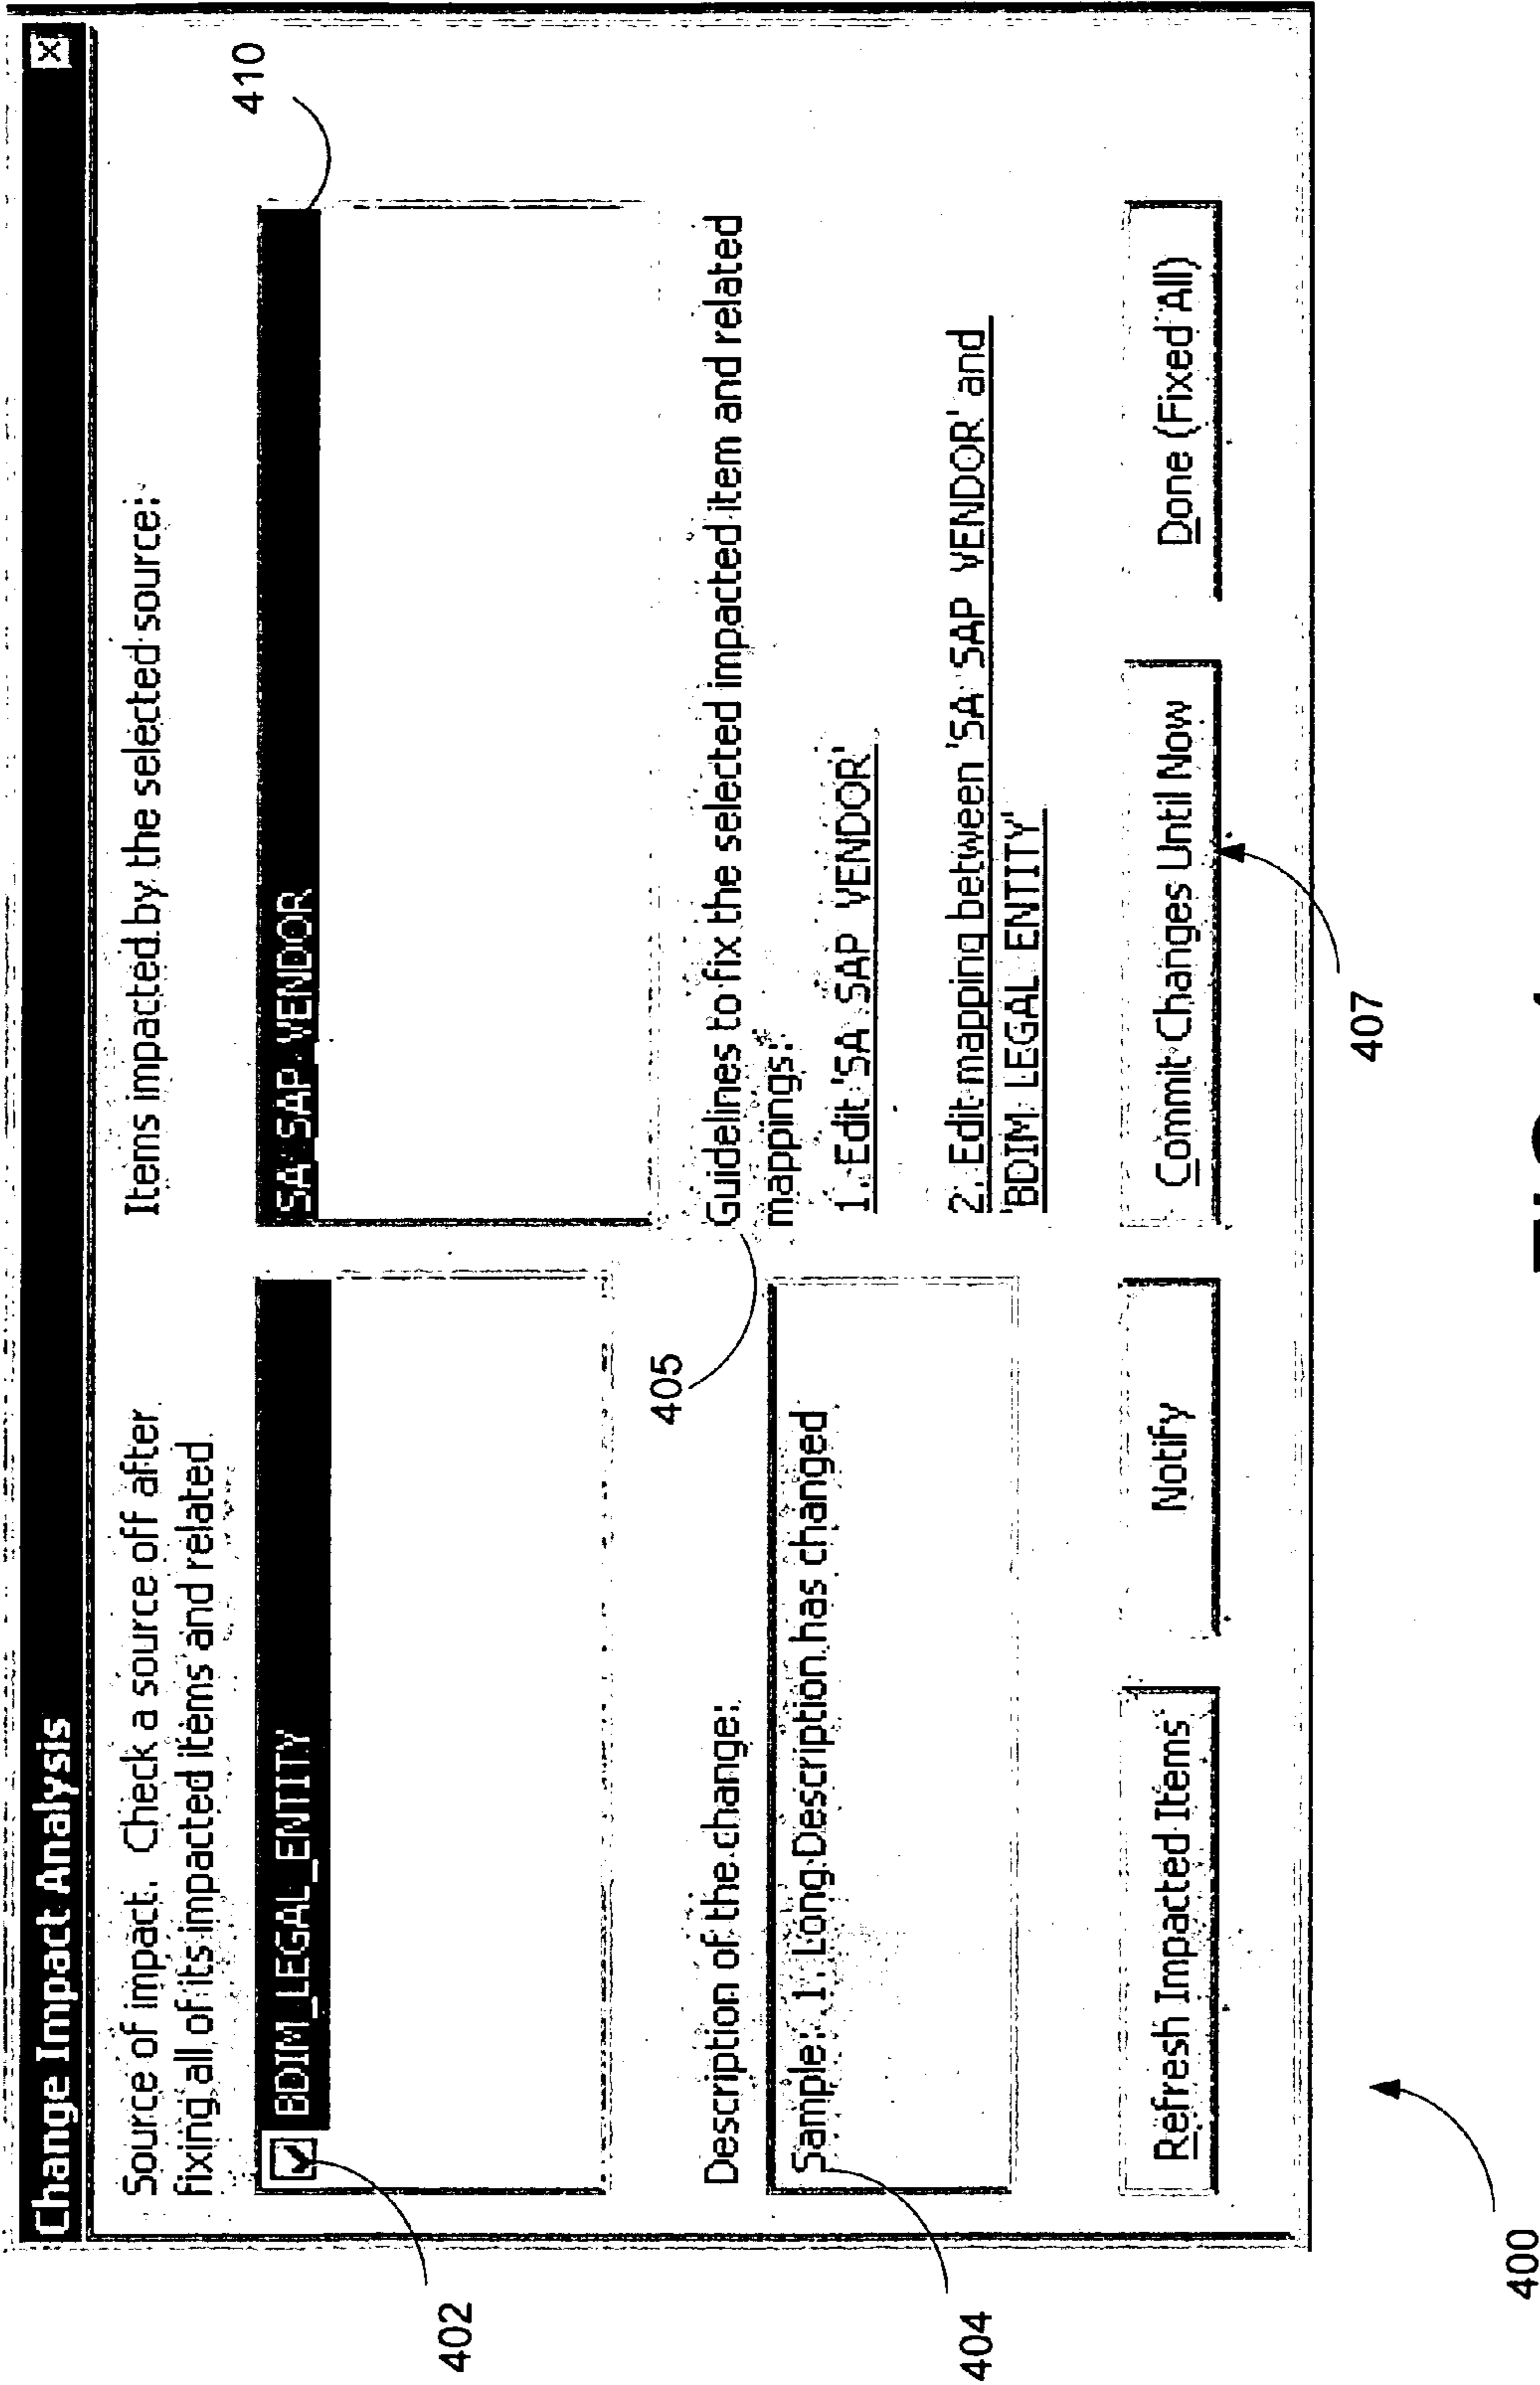 Change Impact Analysis
X
Source of impact. Check a source off after
fixing all of its impacted items and related
BDIM_LEGAL_ENTITY
402
Description of the change:
Sample: 1. Long Description has changed
404
Refresh Impacted Items
Notify
400
Items impacted by the selected source:
SA SAP VENDOR
410
Guidelines to fix the selected impacted item and related
mappings:
405
1. Edit 'SA SAP VENDOR'
2. Edit mapping between 'SA SAP VENDOR' and
'BDIM LEGAL ENTITY'
Commit Changes Until Now
Done (Fixed All)
407